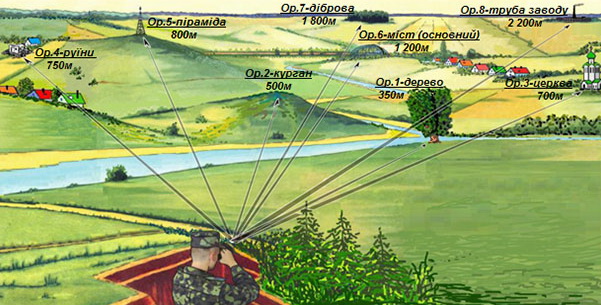 Ор.7-діброва
1 800м
Ор.8-труба заводу
2 200м
Ор.5-піраміда
800м
Ор.6-міст (основний)
1 200м
Ор.4-руїни
750м
Ор.2-курган
500м
Ор.1-дерево
350м
Ор.3-церква
700м